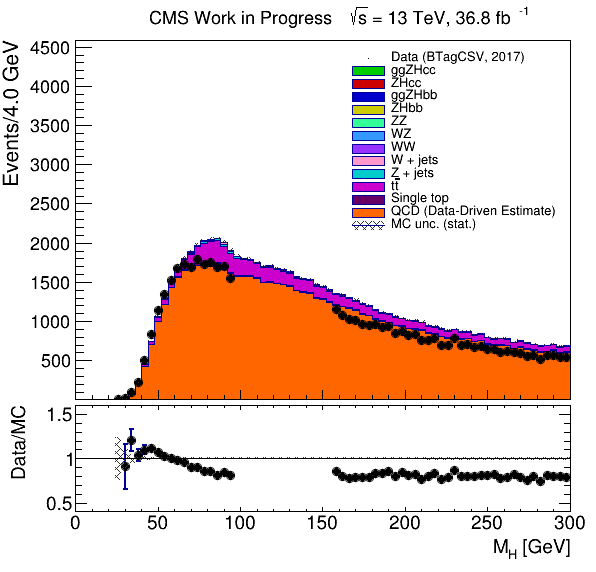 CMS Work in Progress √s = 13 TeV, 36.8 fb -1
Events/4.0 GeV
4500
4000
3500
3000
2500
2000
1500
1000
500
Data (BTagCSV, 2017)
ggZHcc
ZHcc
ggZHbb
ZHbb
ZZ
WZ
WW
W + jets
Z + jets
tt̅
Single top
QCD (Data-Driven Estimate)
MC unc. (stat.)
Data/MC
1.5
1
0.5
0 50 100 150 200 250 300
M_H [GeV]